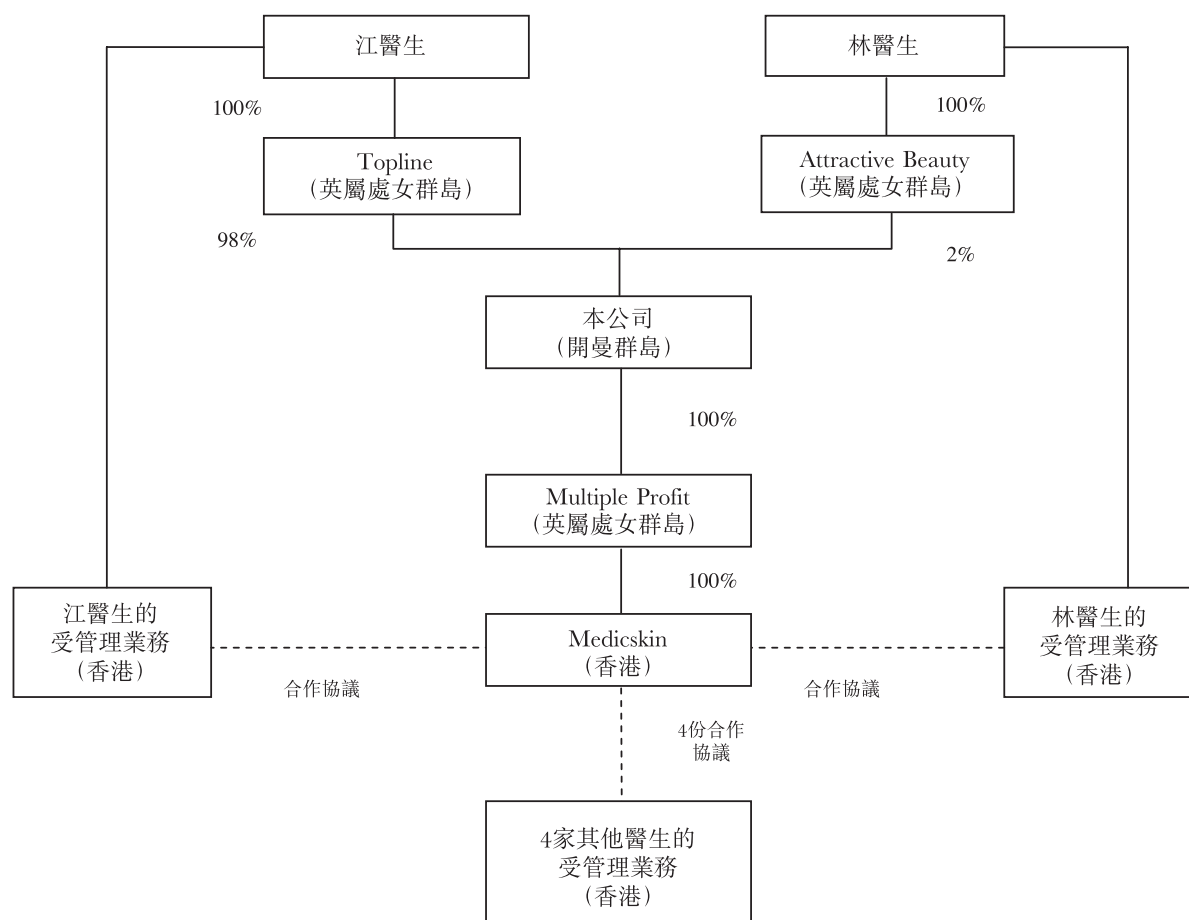 江醫生
林醫生
100%
100%
Topline
(英屬處女群島)
Attractive Beauty
(英屬處女群島)
98%
2%
本公司
(開曼群島)
100%
Multiple Profit
(英屬處女群島)
100%
江醫生的
受管理業務
(香港)
Medicskin
(香港)
林醫生的
受管理業務
(香港)
合作協議
合作協議
4份合作
協議
4家其他醫生的
受管理業務
(香港)